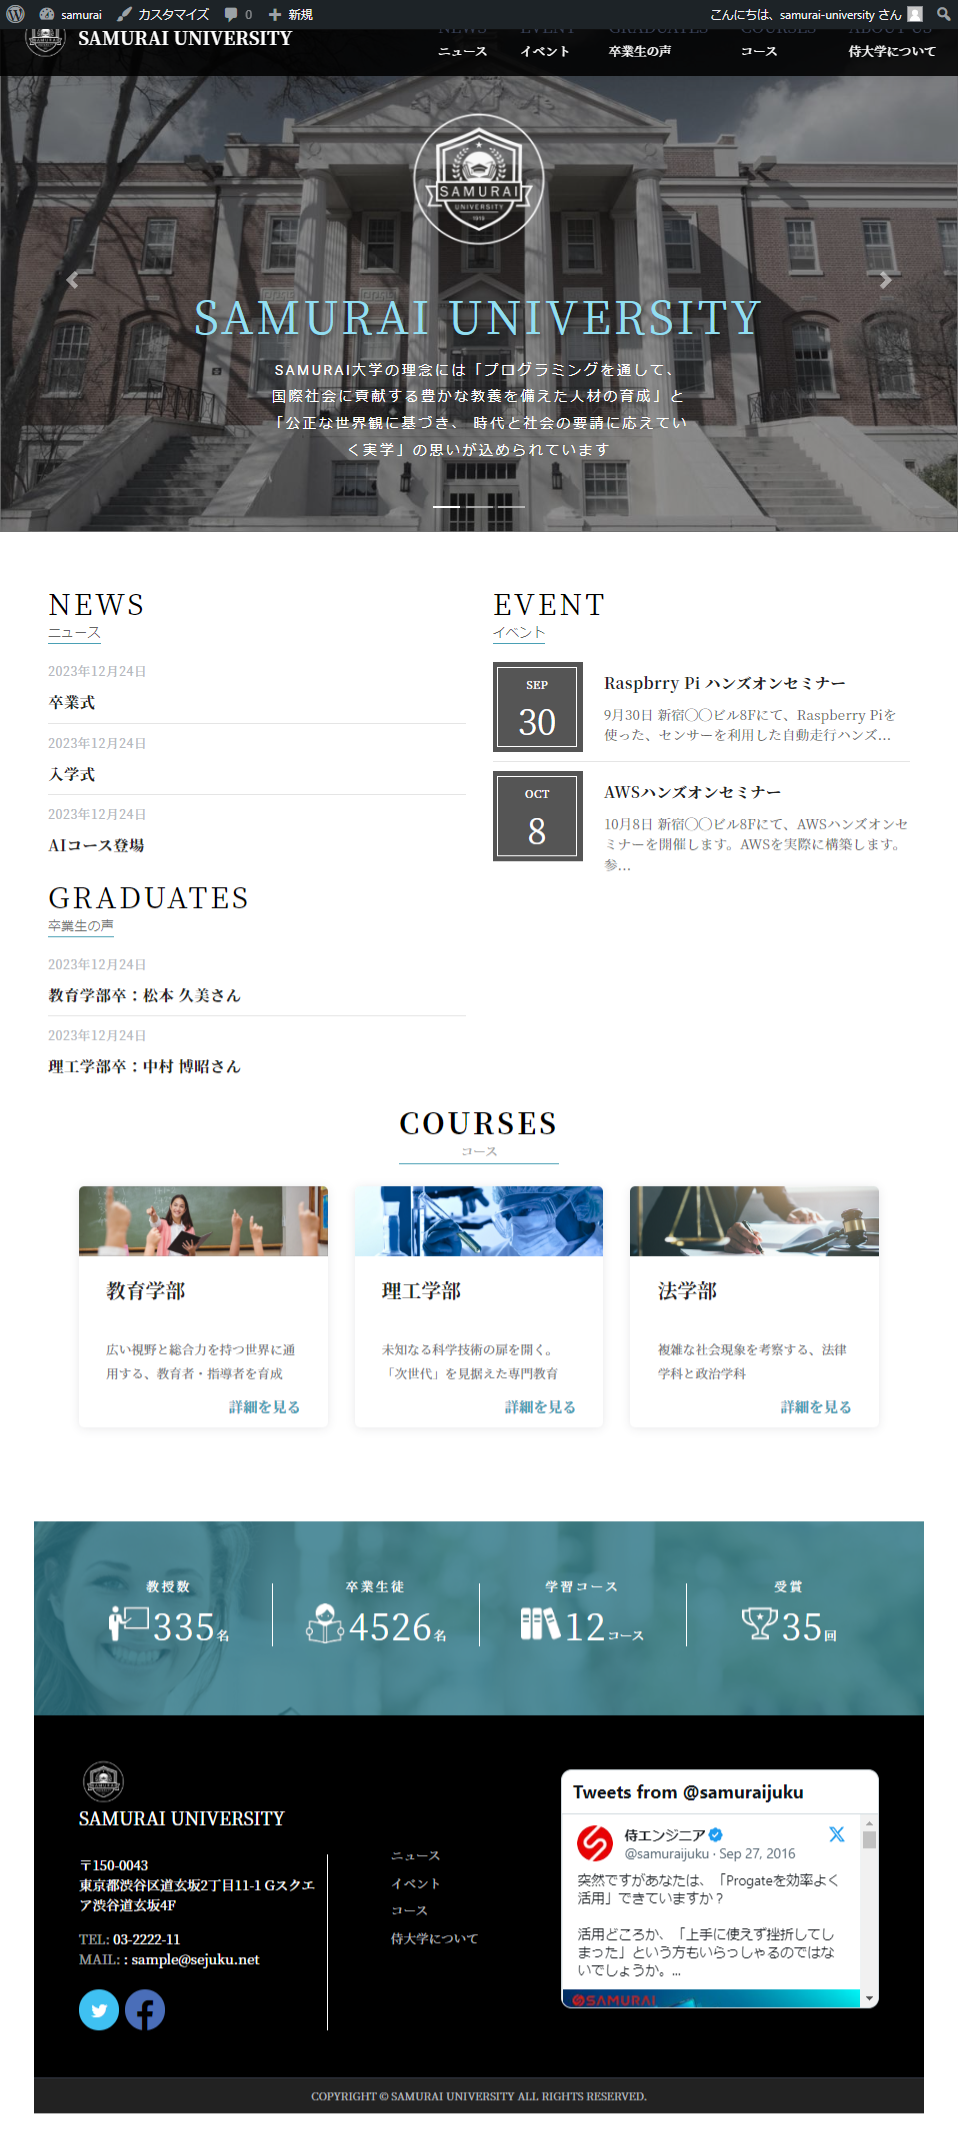 samurai カスタマイズ 0 新規 こんにちは、samurai-university さん
SAMURAI UNIVERSITY
NEWS EVENT GRADUATES COURSES ABOUT US
ニュース イベント 卒業生の声 コース 侍大学について
SAMURAI
UNIVERSITY
SAMURAI UNIVERSITY
SAMURAI大学の理念には「プログラミングを通して、
国際社会に貢献する豊かな教養を備えた人材の育成」と
「公正な世界観に基づき、 時代と社会の要請に応えてい
く実学」の思いが込められています
NEWS
ニュース
2023年12月24日
卒業式
2023年12月24日
入学式
2023年12月24日
AIコース登場
EVENT
イベント
SEP
30
Raspbrry Pi ハンズオンセミナー
9月30日 新宿◯◯ビル8Fにて、Raspberry Piを
使った、センサーを利用した自動走行ハンズ...
OCT
8
AWSハンズオンセミナー
10月8日 新宿◯◯ビル8Fにて、AWSハンズオンセ
ミナーを開催します。AWSを実際に構築します。
参...
GRADUATES
卒業生の声
2023年12月24日
教育学部卒：松本 久美さん
2023年12月24日
理工学部卒：中村 博昭さん
COURSES
コース
教育学部
広い視野と総合力を持つ世界に通
用する、教育者・指導者を育成
詳細を見る
理工学部
未知なる科学技術の扉を開く。
「次世代」を見据えた専門教育
詳細を見る
法学部
複雑な社会現象を考察する、法律
学科と政治学科
詳細を見る
教授数
335名
卒業生徒
4526名
学習コース
12コース
受賞
35回
SAMURAI UNIVERSITY
〒150-0043
東京都渋谷区道玄坂2丁目11-1 Gスクエ
ア渋谷道玄坂4F
TEL: 03-2222-11
MAIL: : sample@sejuku.net
ニュース
イベント
コース
侍大学について
Tweets from @samuraijuku
侍エンジニア
@samuraijuku · Sep 27, 2016
突然ですがあなたは、「Progateを効率よく
活用」できていますか？
活用どころか、「上手に使えず挫折してし
まった」という方もいらっしゃるのではな
いでしょうか。...
SAMURAI
COPYRIGHT © SAMURAI UNIVERSITY ALL RIGHTS RESERVED.